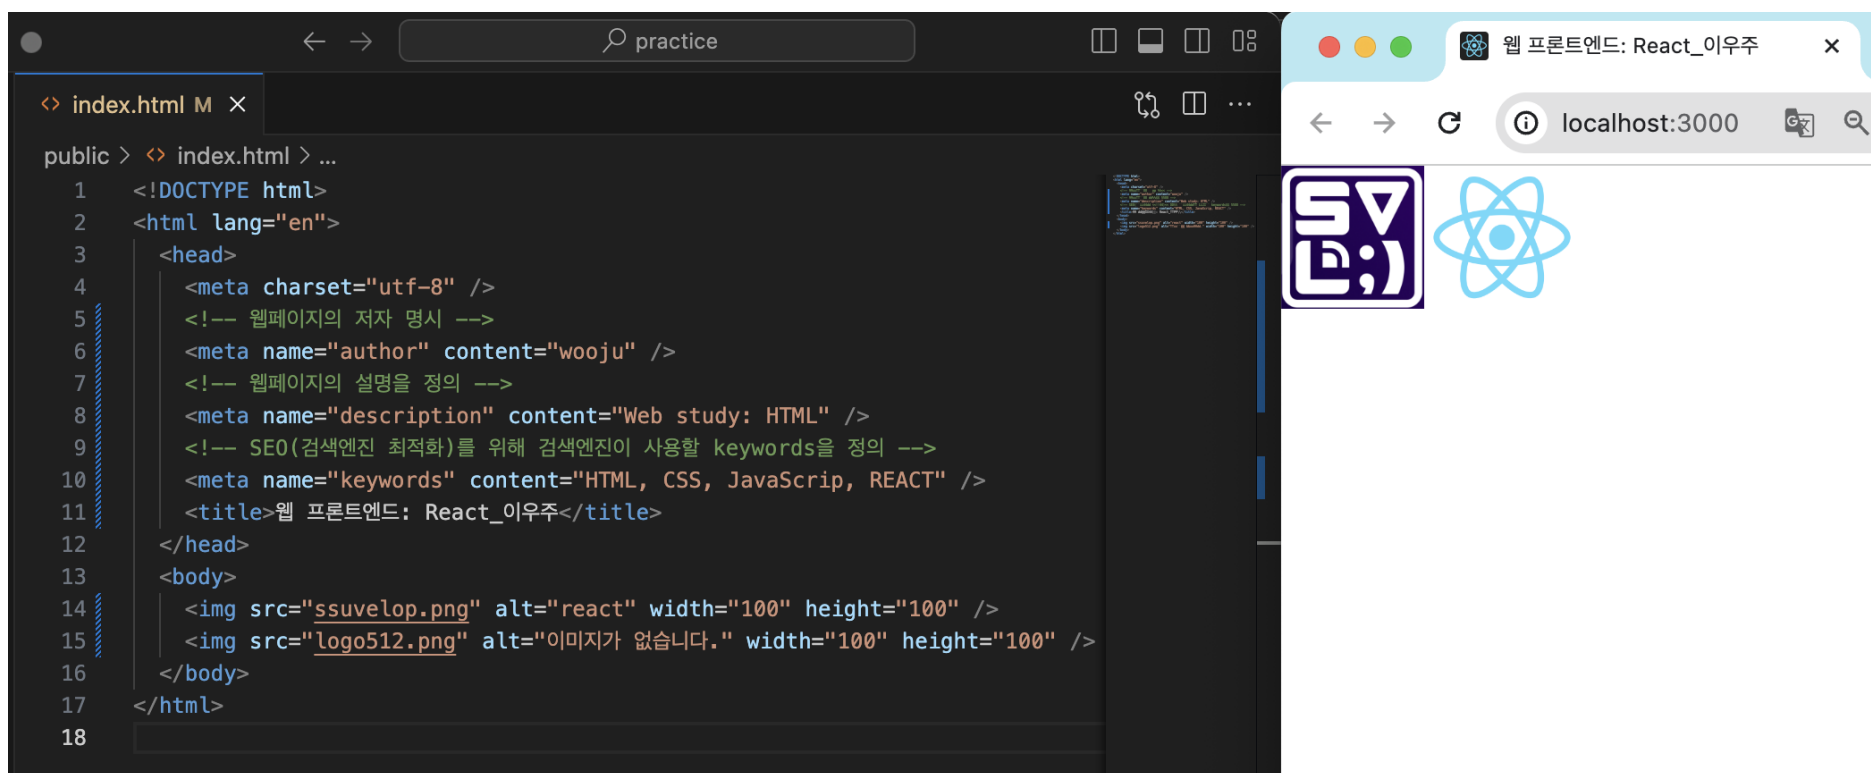 practice
index.html M
public > index.html > ...
1 <!DOCTYPE html>
2 <html lang="en">
3 <head>
4 <meta charset="utf-8" />
5 <!-- 웹페이지의 저자 명시 -->
6 <meta name="author" content="wooju" />
7 <!-- 웹페이지의 설명을 정의 -->
8 <meta name="description" content="Web study: HTML" />
9 <!-- SEO(검색엔진 최적화)를 위해 검색엔진이 사용할 keywords을 정의 -->
10 <meta name="keywords" content="HTML, CSS, JavaScrip, REACT" />
11 <title>웹 프론트엔드: React_이우주</title>
12 </head>
13 <body>
14 <img src="ssuvelop.png" alt="react" width="100" height="100" />
15 <img src="logo512.png" alt="이미지가 없습니다." width="100" height="100" />
16 </body>
17 </html>
18
웹 프론트엔드: React_이우주
localhost:3000